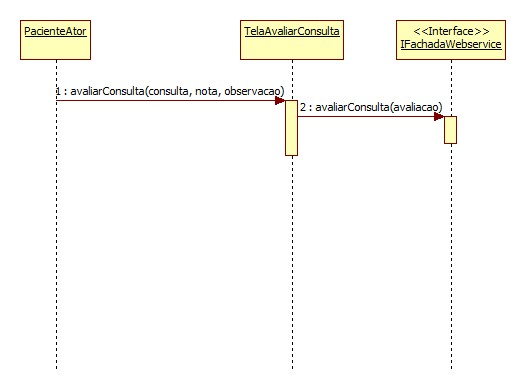 PacienteAtor
TelaAvaliarConsulta
<<Interface>>
IFachadaWebservice
1 : avaliarConsulta(consulta, nota, observacao)
2 : avaliarConsulta(avaliacao)